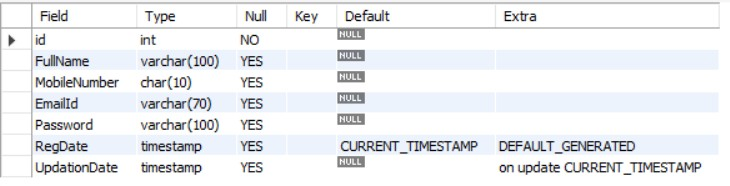 Field Type Null Key Default Extra
id int NO NULL
FullName varchar(100) YES NULL
MobileNumber char(10) YES NULL
EmailId varchar(70) YES NULL
Password varchar(100) YES NULL
RegDate timestamp YES CURRENT_TIMESTAMP DEFAULT_GENERATED
UpdationDate timestamp YES NULL on update CURRENT_TIMESTAMP